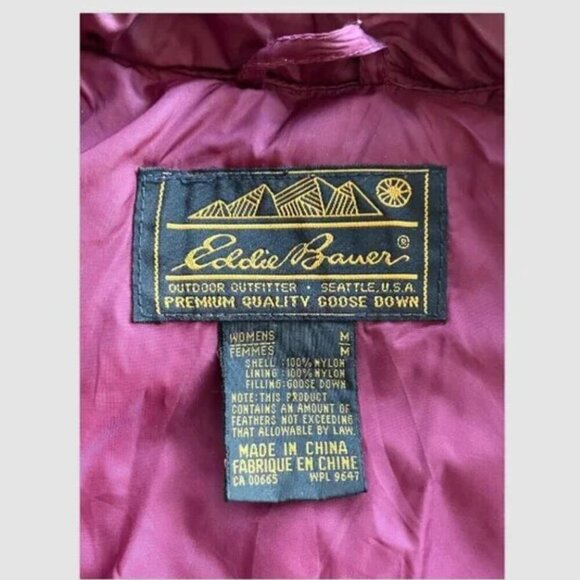 Eddie Bauer ®
OUTDOOR OUTFITTER · SEATTLE, U.S.A.
PREMIUM QUALITY GOOSE DOWN
WOMENS M
FEMMES M
SHELL: 100% NYLON
LINING: 100% NYLON
FILLING: GOOSE DOWN
NOTE: THIS PRODUCT
CONTAINS AN AMOUNT OF
FEATHERS NOT EXCEEDING
THAT ALLOWABLE BY LAW.
MADE IN CHINA
FABRIQUE EN CHINE
CA 00665 WPL 9647